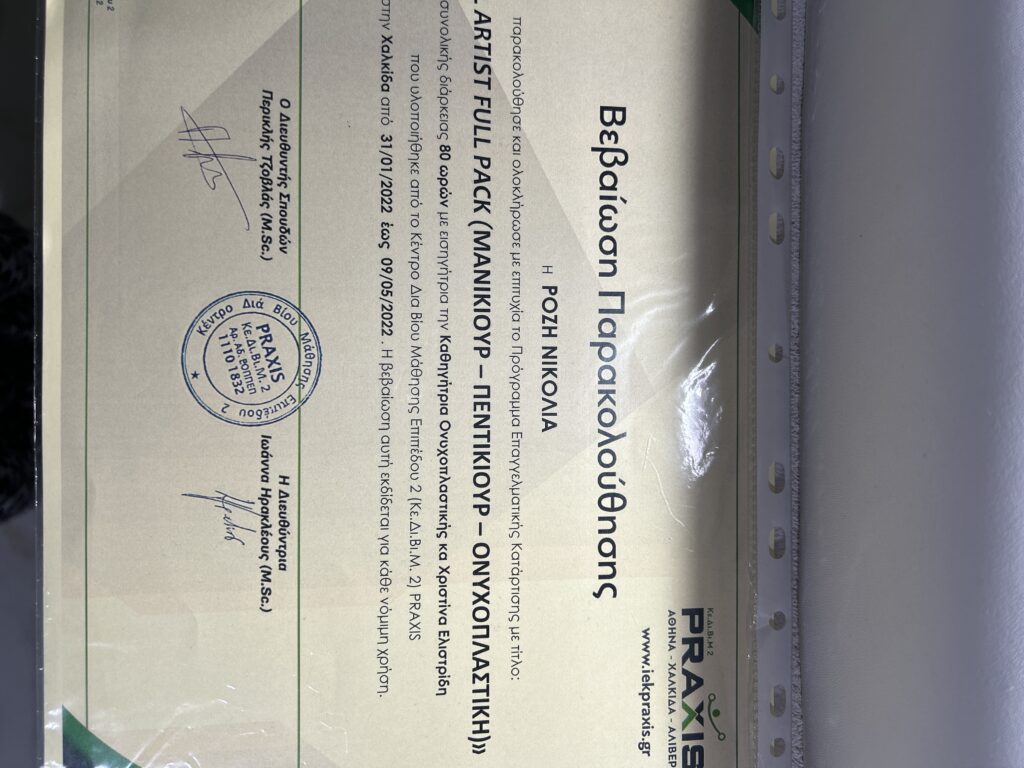 Κε.Δι.Βι.Μ 2
PRAXIS
ΑΘΗΝΑ - ΧΑΛΚΙΔΑ - ΑΛΙΒΕΡ
www.iekpraxis.gr
Βεβαίωση Παρακολούθησης
Η ΡΟΖΗ ΝΙΚΟΛΙΑ
παρακολούθησε και ολοκλήρωσε με επιτυχία το Πρόγραμμα Επαγγελματικής Κατάρτισης με τίτλο:
ARTIST FULL PACK (ΜΑΝΙΚΙΟΥΡ – ΠΕΝΤΙΚΙΟΥΡ – ΟΝΥΧΟΠΛΑΣΤΙΚΗ)»
συνολικής διάρκειας 80 ωρών με εισηγήτρια την Καθηγήτρια Ονυχοπλαστικής κα Χριστίνα Ελιστρίδη
που υλοποιήθηκε από το Κέντρο Δια Βίου Μάθησης Επιπέδου 2 (Κε.Δι.Βι.Μ. 2) PRAXIS
στην Χαλκίδα από 31/01/2022 έως 09/05/2022 . Η βεβαίωση αυτή εκδίδεται για κάθε νόμιμη χρήση.
Ο Διευθυντής Σπουδών
Περικλής Τζοβλάς (M.Sc.)
Κέντρο Διά Βίου Μάθησης Επιπέδου 2
PRAXIS
ΚΕ.ΔΙ.ΒΙ.Μ. 2
Αρ. Αδ. ΕΟΠΠΕΠ
11101832
Η Διευθύντρια
Ιωάννα Ηρακλέους (M.Sc.)